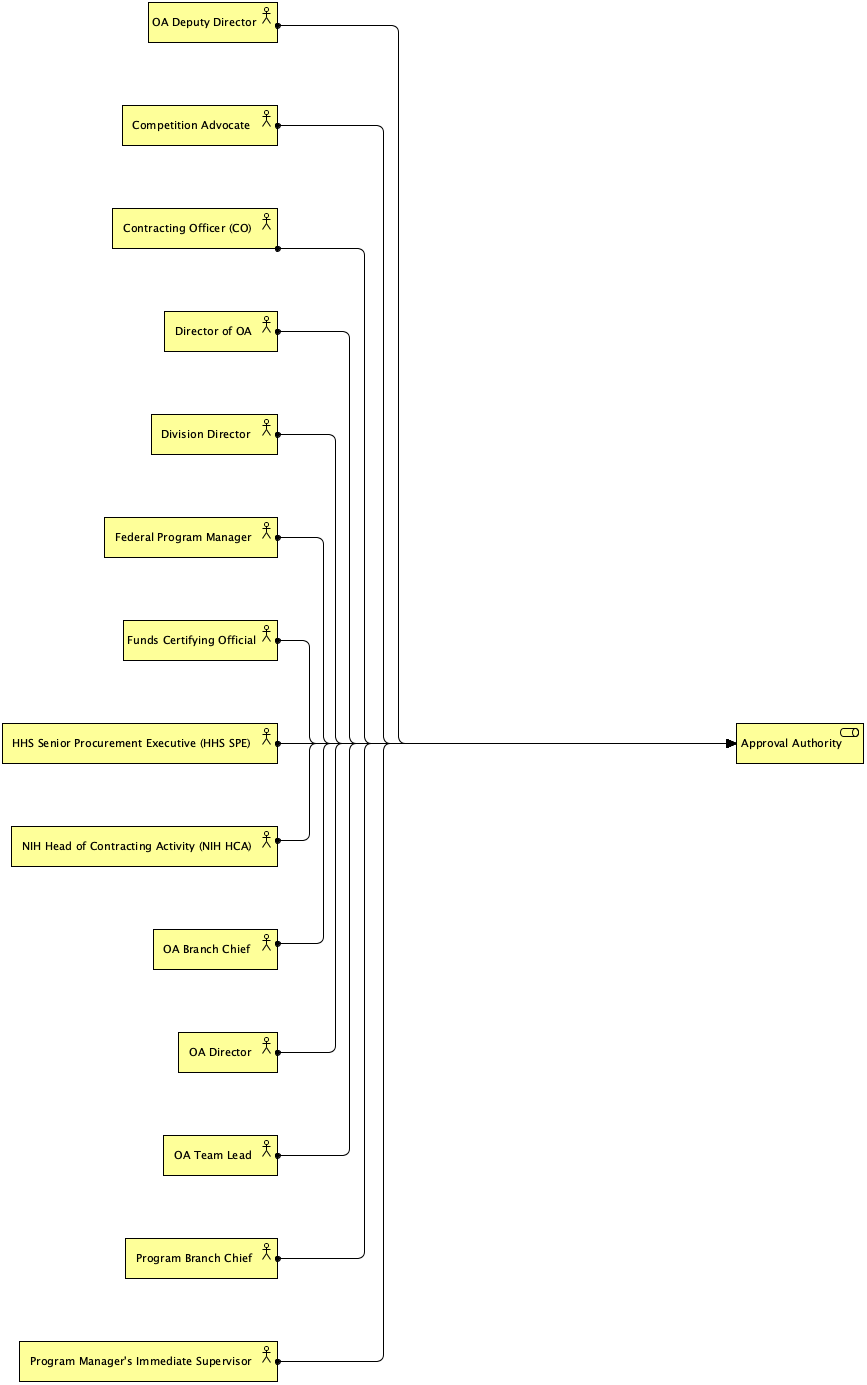 OA Deputy Director
Competition Advocate
Contracting Officer (CO)
Director of OA
Division Director
Federal Program Manager
Funds Certifying Official
HHS Senior Procurement Executive (HHS SPE)
Approval Authority
NIH Head of Contracting Activity (NIH HCA)
OA Branch Chief
OA Director
OA Team Lead
Program Branch Chief
Program Manager's Immediate Supervisor